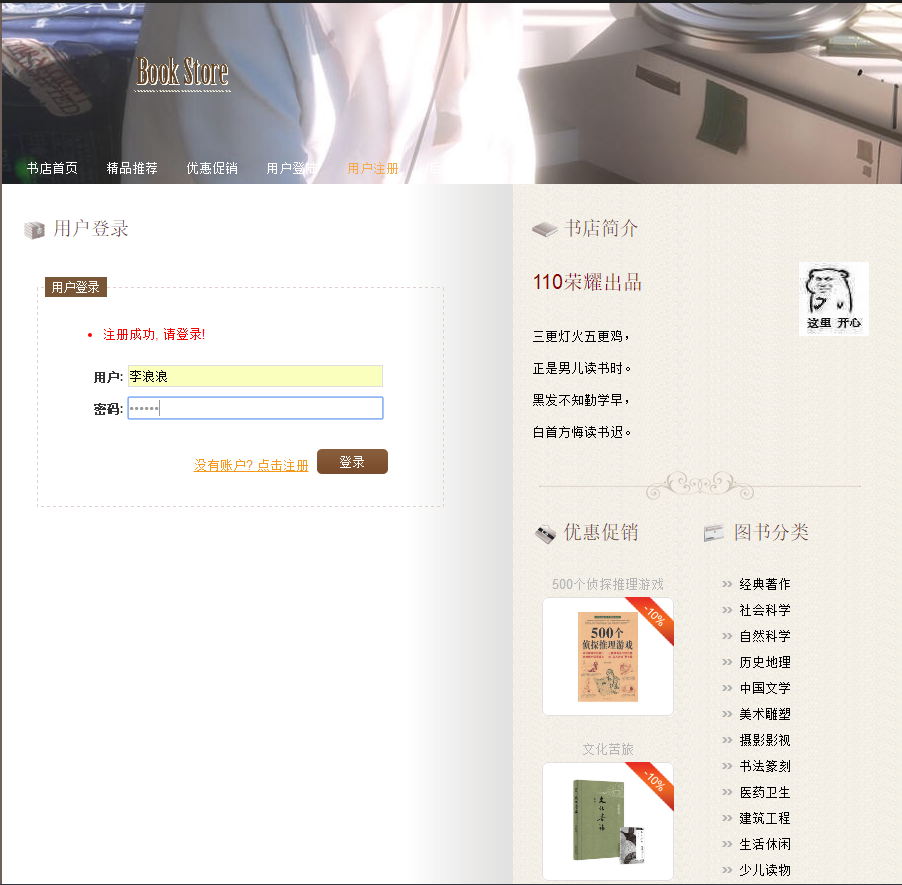 Book Store
书店首页 精品推荐 优惠促销 用户登陆 用户注册
用户登录
用户登录
注册成功, 请登录!
用户: 李浪浪
密码: ••••••
没有账户? 点击注册 登录
书店简介
110荣耀出品
这里 开心
三更灯火五更鸡，
正是男儿读书时。
黑发不知勤学早，
白首方悔读书迟。
优惠促销
500个侦探推理游戏
-10%
500个
侦探推理游戏
文化苦旅
-10%
图书分类
经典著作
社会科学
自然科学
历史地理
中国文学
美术雕塑
摄影影视
书法篆刻
医药卫生
建筑工程
生活休闲
少儿读物